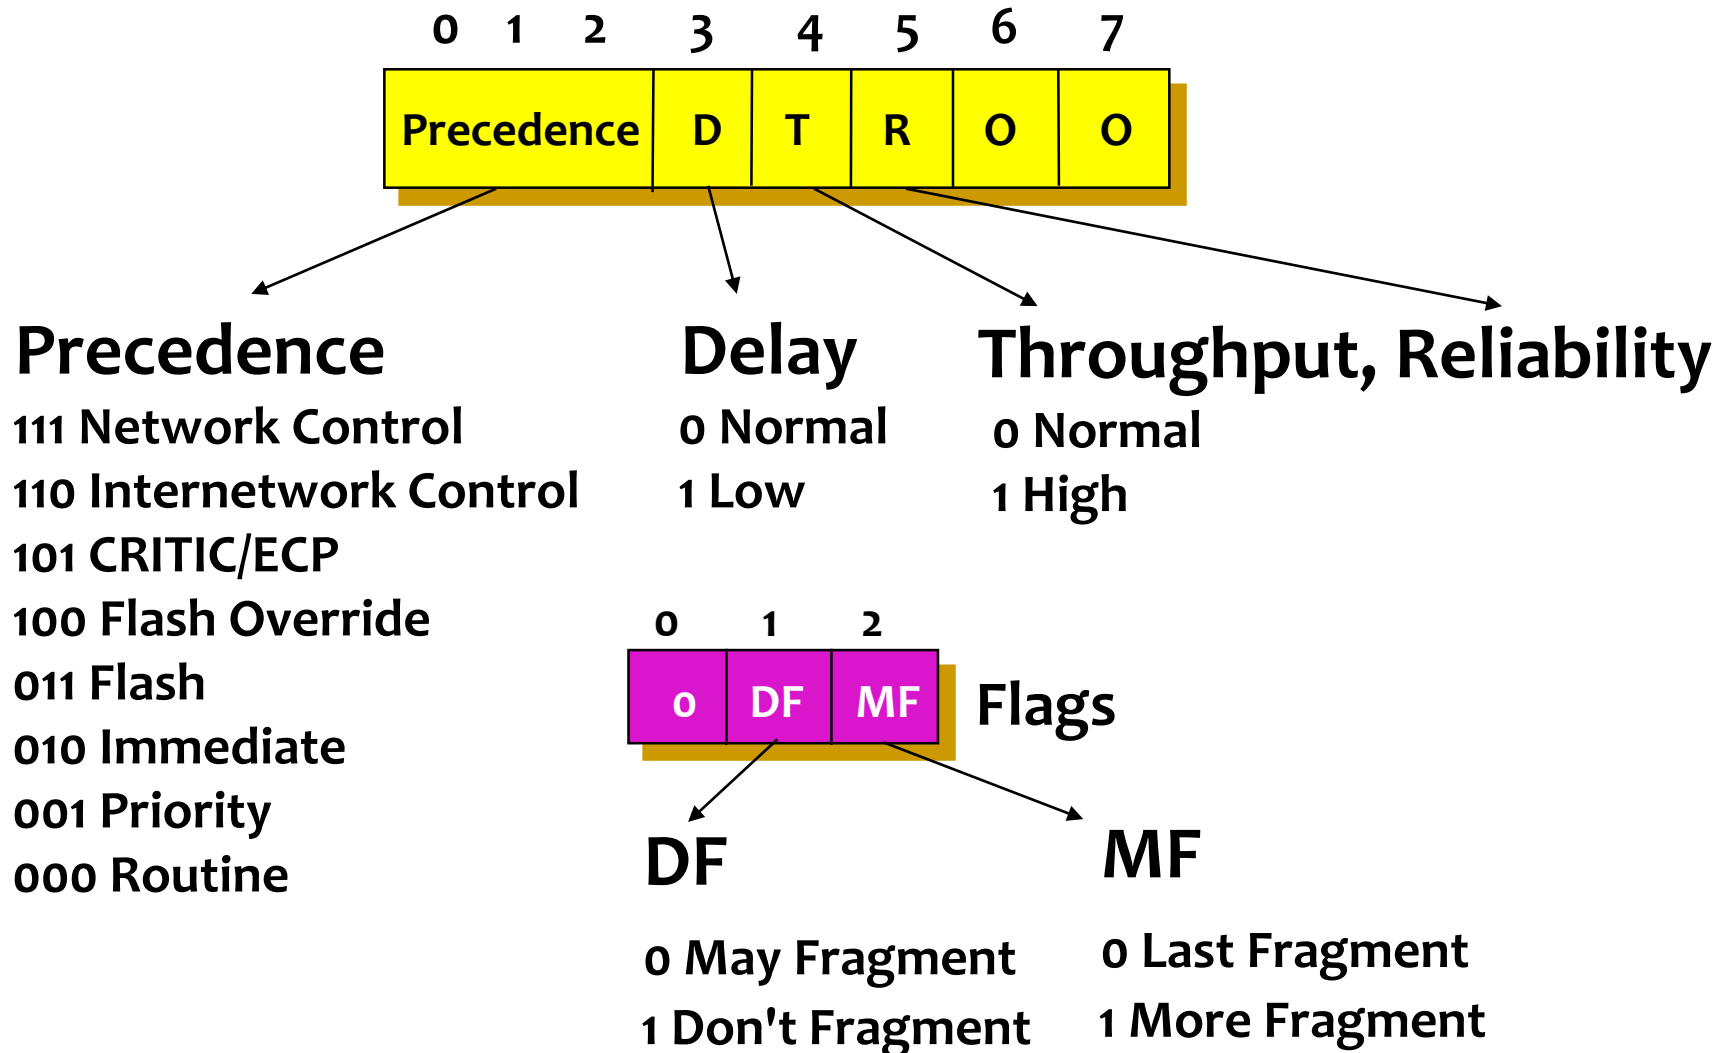 0 1 2 3 4 5 6 7
Precedence D T R O O
Precedence
111 Network Control
110 Internetwork Control
101 CRITIC/ECP
100 Flash Override
011 Flash
010 Immediate
001 Priority
000 Routine
Delay
0 Normal
1 Low
Throughput, Reliability
0 Normal
1 High
0 1 2
0 DF MF
Flags
DF
0 May Fragment
1 Don't Fragment
MF
0 Last Fragment
1 More Fragment